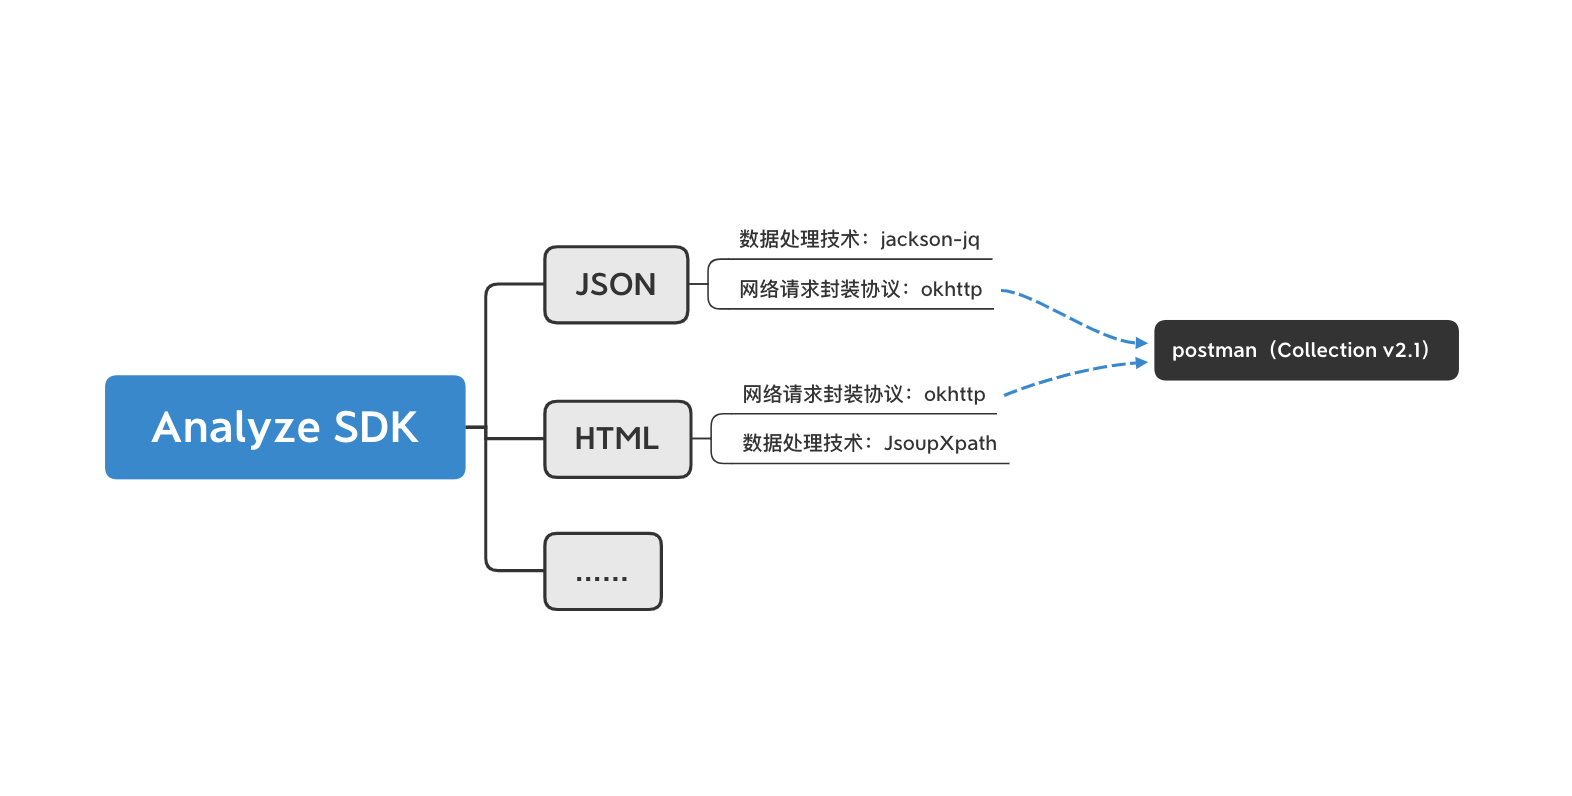 Analyze SDK
JSON
数据处理技术：jackson-jq
网络请求封装协议：okhttp
HTML
网络请求封装协议：okhttp
数据处理技术：JsoupXpath
......
postman（Collection v2.1）